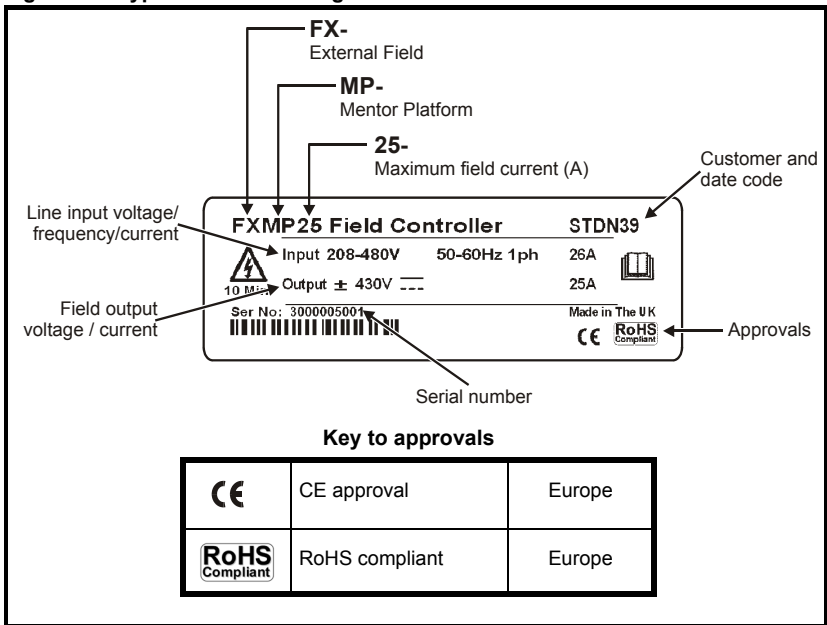 FX-
External Field
MP-
Mentor Platform
25-
Maximum field current (A)
Customer and
date code
Line input voltage/
frequency/current
FXMP25 Field Controller STDN39
Input 208-480V 50-60Hz 1ph 26A
Output ± 430V 25A
10 Min
Field output
voltage / current
Ser No: 3000005001 Made in The UK
CE RoHS
Compliant
Approvals
Serial number
Key to approvals
CE CE approval Europe
RoHS
Compliant RoHS compliant Europe